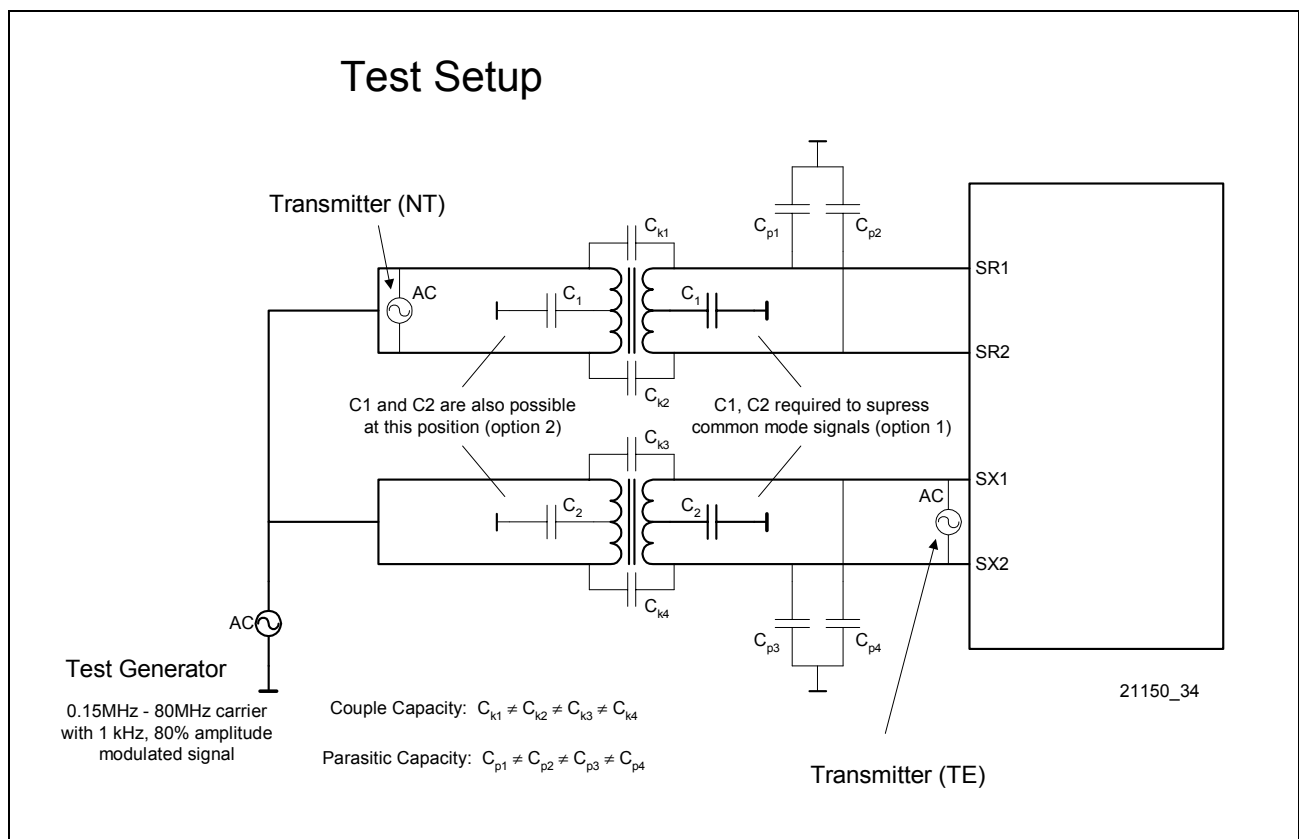 Test Setup
Transmitter (NT)
AC
C1
Ck1
C1
Ck2
Cp1
Cp2
SR1
SR2
C1 and C2 are also possible
at this position (option 2)
C1, C2 required to supress
common mode signals (option 1)
Ck3
C2
C2
Ck4
SX1
AC
SX2
Cp3
Cp4
AC
Test Generator
0.15MHz - 80MHz carrier
with 1 kHz, 80% amplitude
modulated signal
Couple Capacity: Ck1 ≠ Ck2 ≠ Ck3 ≠ Ck4
Parasitic Capacity: Cp1 ≠ Cp2 ≠ Cp3 ≠ Cp4
Transmitter (TE)
21150_34